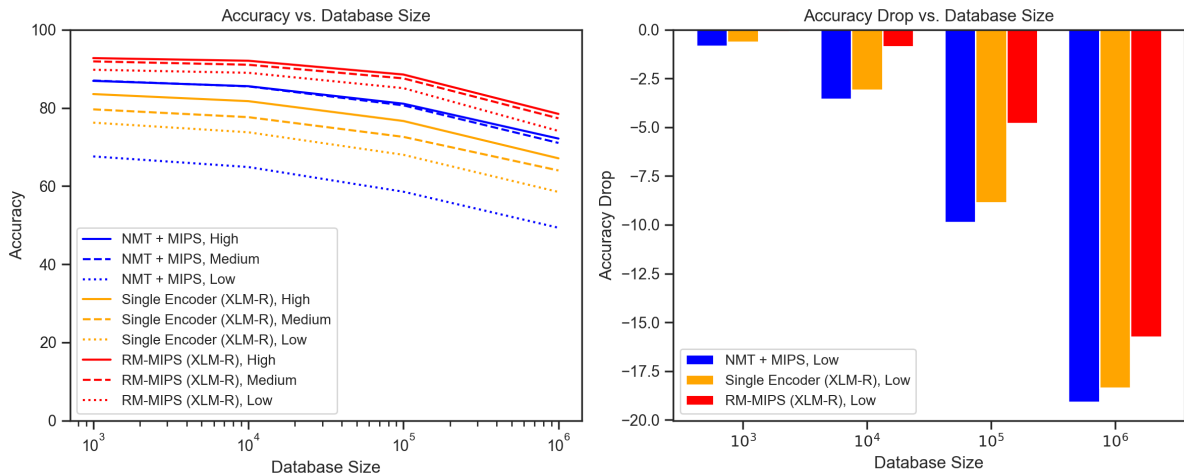 Accuracy vs. Database Size
100
80
60
40
20
0
Accuracy
NMT + MIPS, High
NMT + MIPS, Medium
NMT + MIPS, Low
Single Encoder (XLM-R), High
Single Encoder (XLM-R), Medium
Single Encoder (XLM-R), Low
RM-MIPS (XLM-R), High
RM-MIPS (XLM-R), Medium
RM-MIPS (XLM-R), Low
10³ 10⁴ 10⁵ 10⁶
Database Size
Accuracy Drop vs. Database Size
0.0
−2.5
−5.0
−7.5
−10.0
−12.5
−15.0
−17.5
−20.0
Accuracy Drop
NMT + MIPS, Low
Single Encoder (XLM-R), Low
RM-MIPS (XLM-R), Low
10³ 10⁴ 10⁵ 10⁶
Database Size